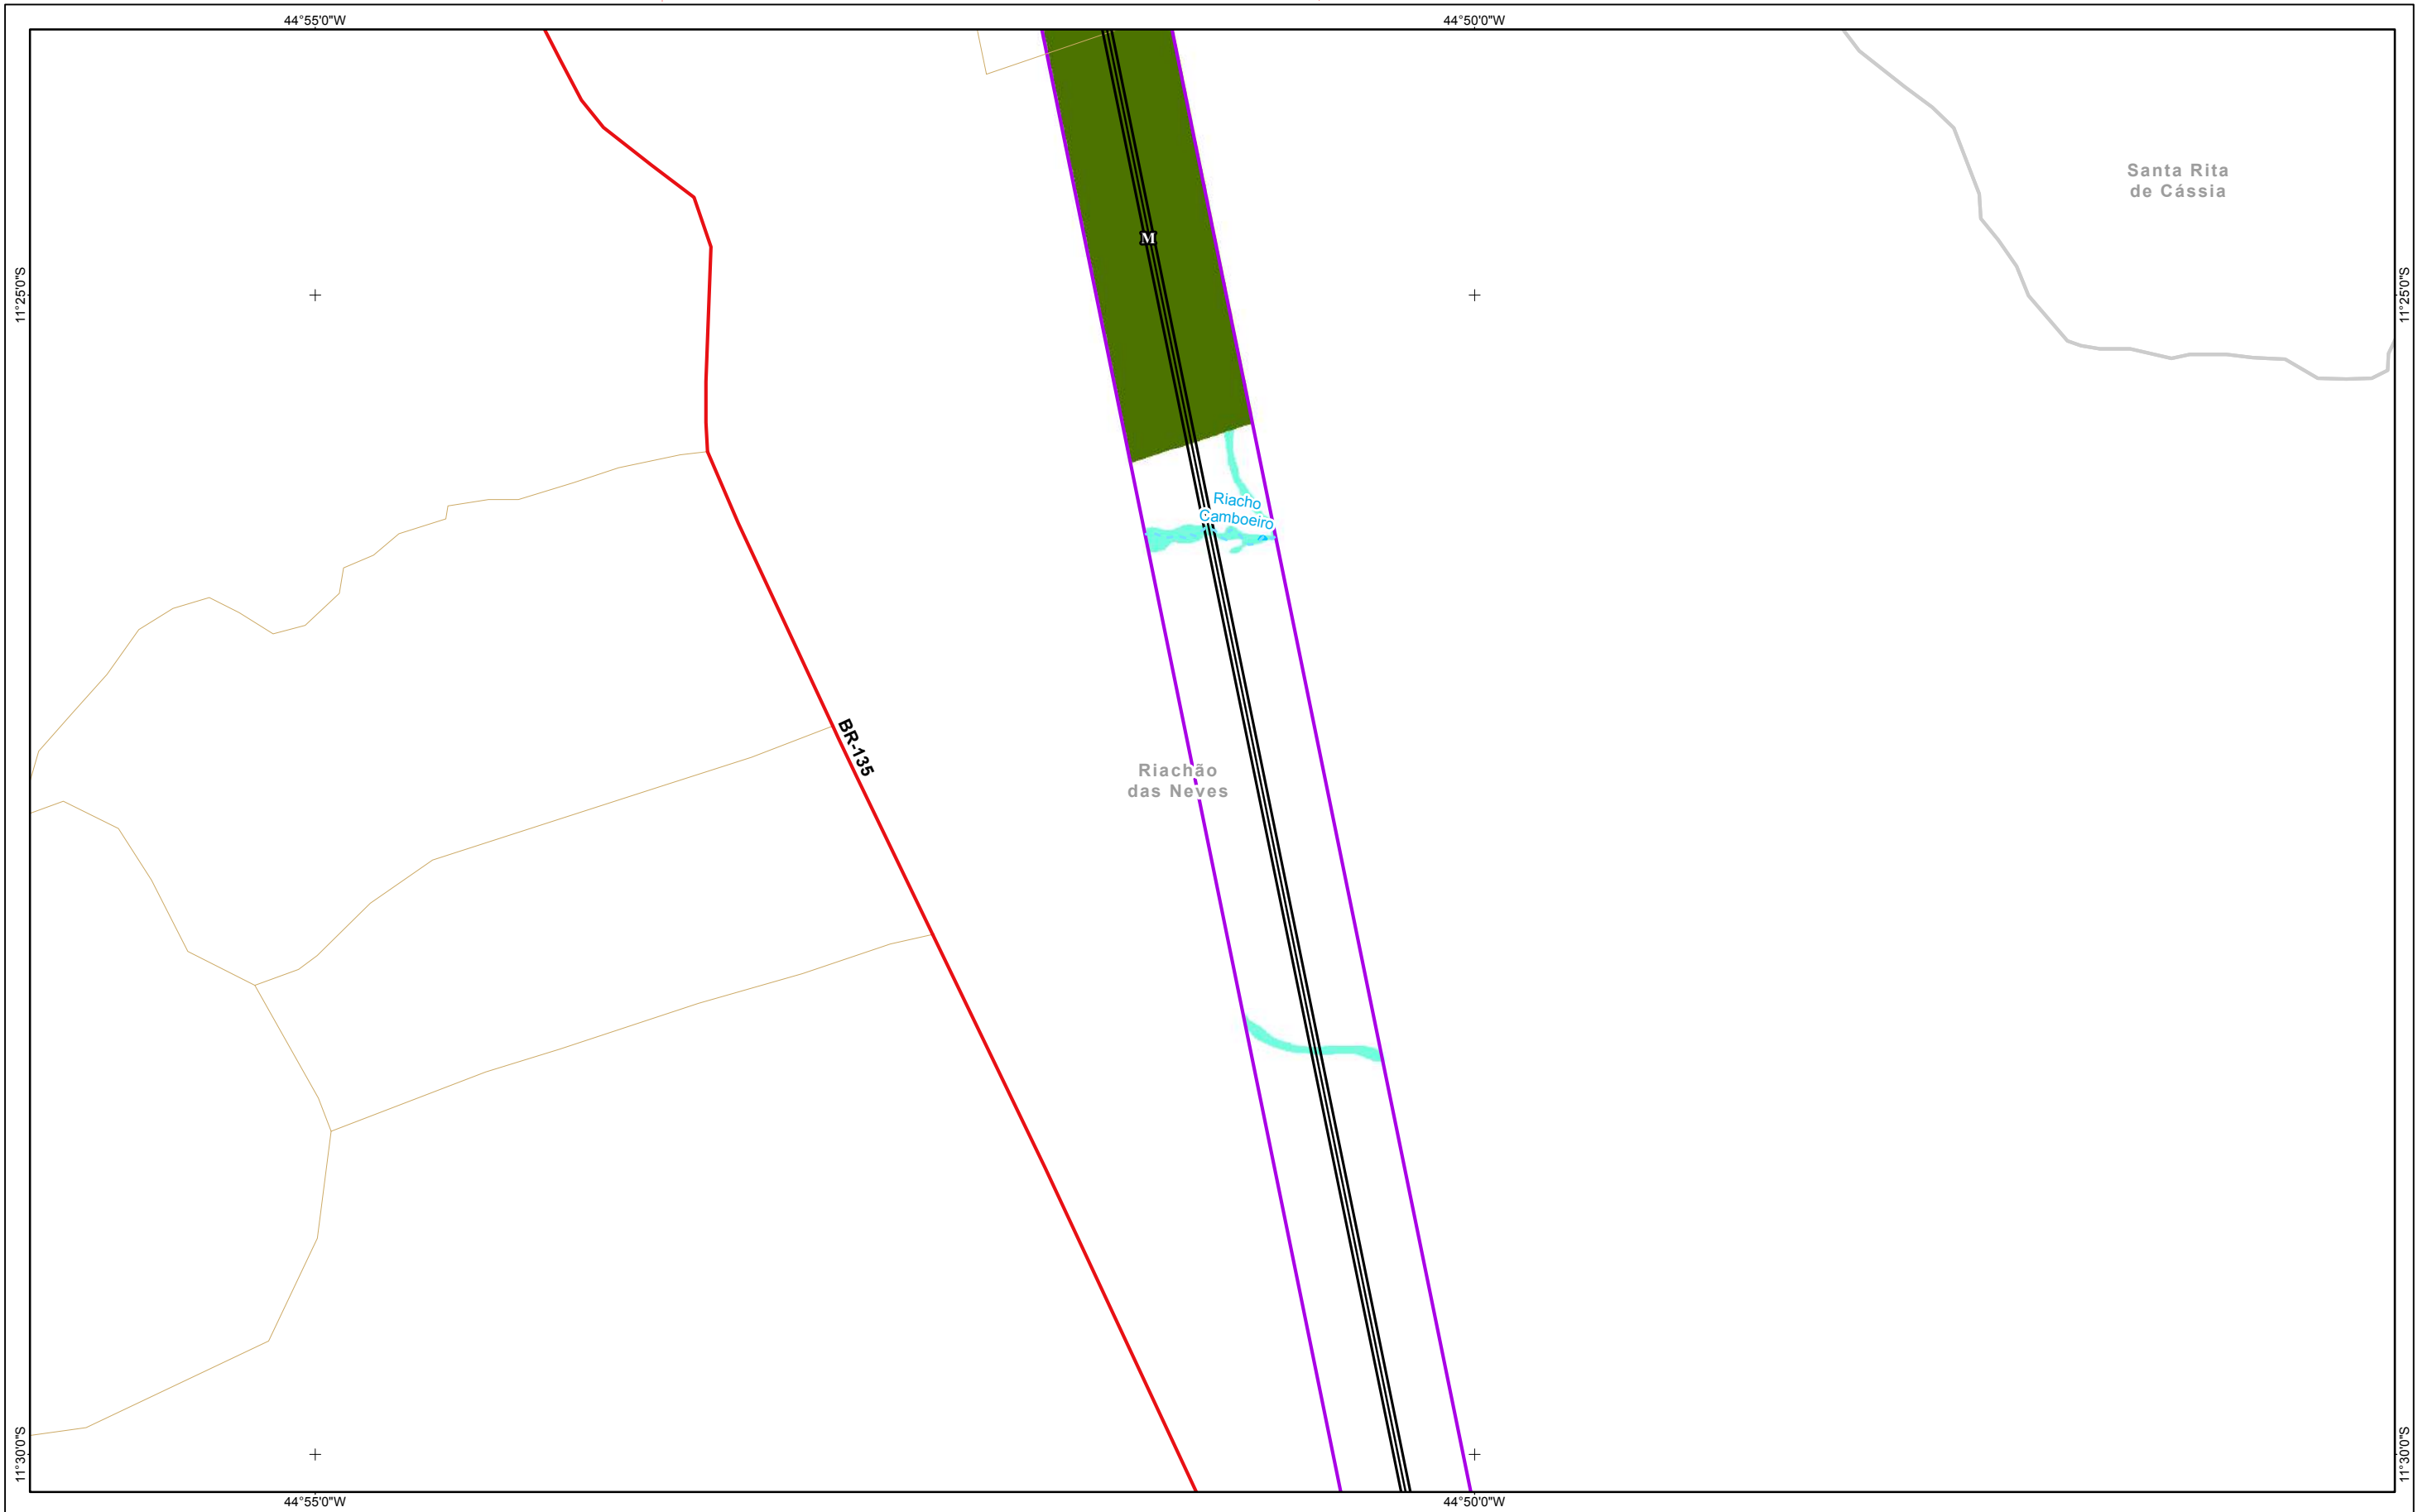 44°55'0"W
44°50'0"W
Santa Rita
de Cássia
M
11°25'0"S
11°25'0"S
Riacho
Camboeiro
BR-135
Riachão
das Neves
11°30'0"S
11°30'0"S
44°55'0"W
44°50'0"W